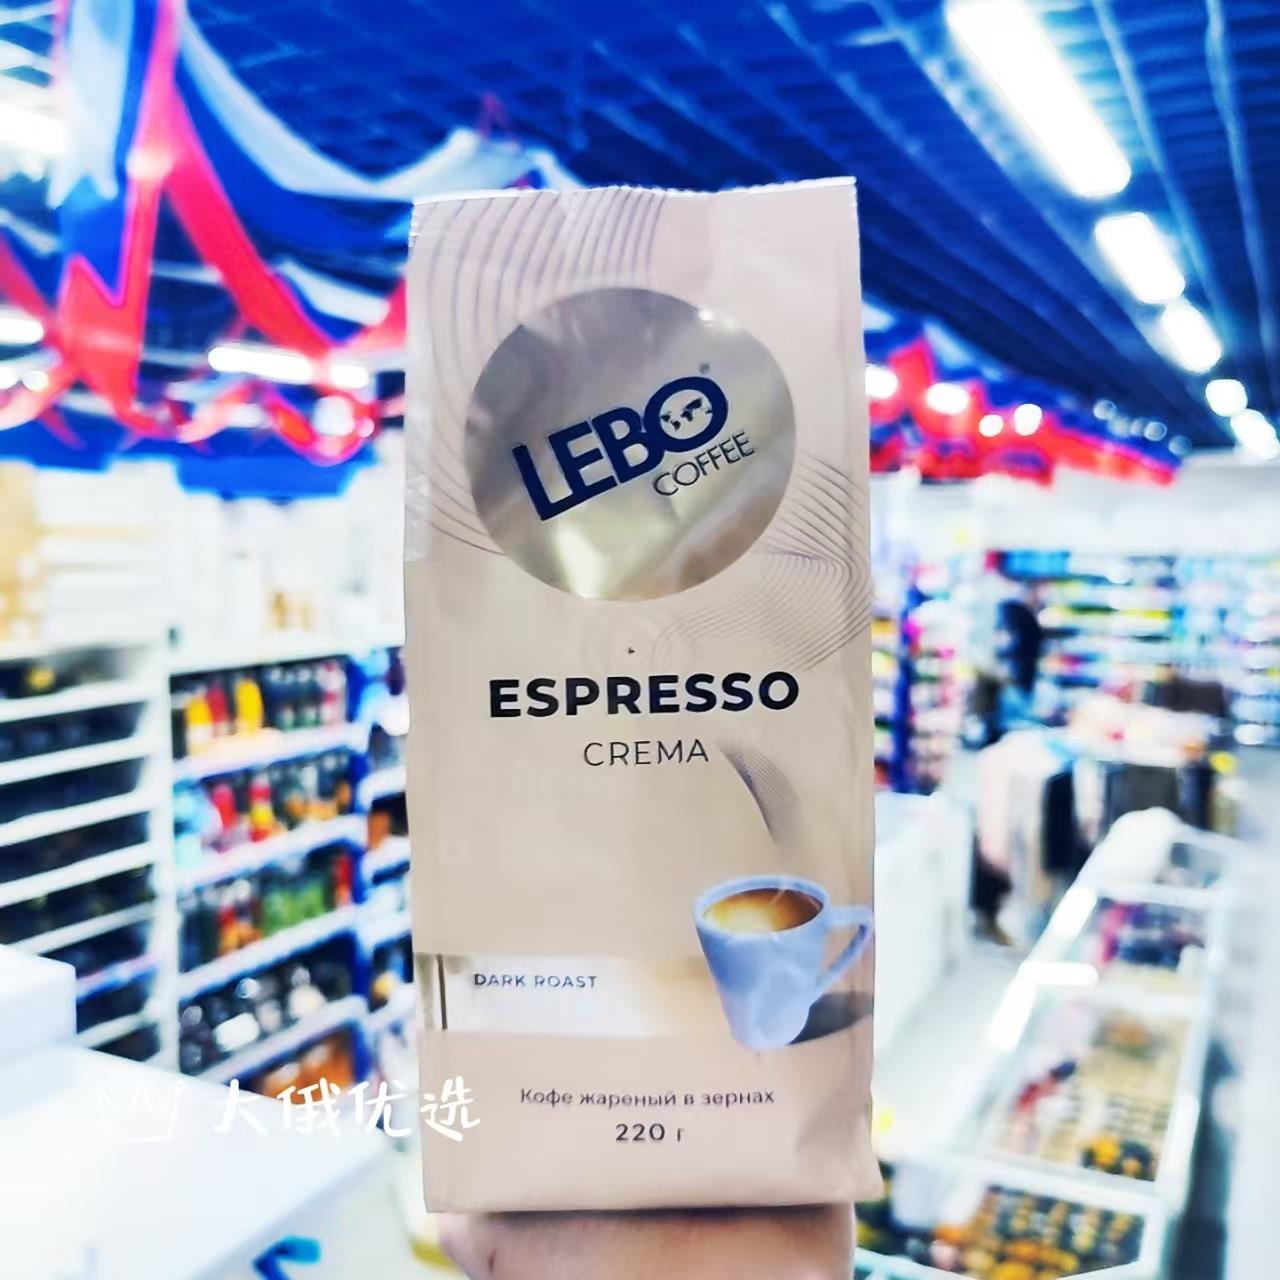 LEBO®
COFFEE
ESPRESSO
CREMA
DARK ROAST
Кофе жареный в зернах
220 г
大俄优选